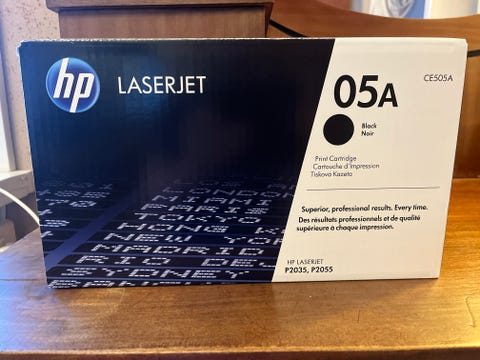 hp
LASERJET
05A
CE505A
Black
Noir
Print Cartridge
Cartouche d'Impression
Tisková Kazeta
Superior, professional results. Every time.
Des résultats professionnels et de qualité
supérieure à chaque impression.
HP LASERJET
P2035, P2055
MADRID